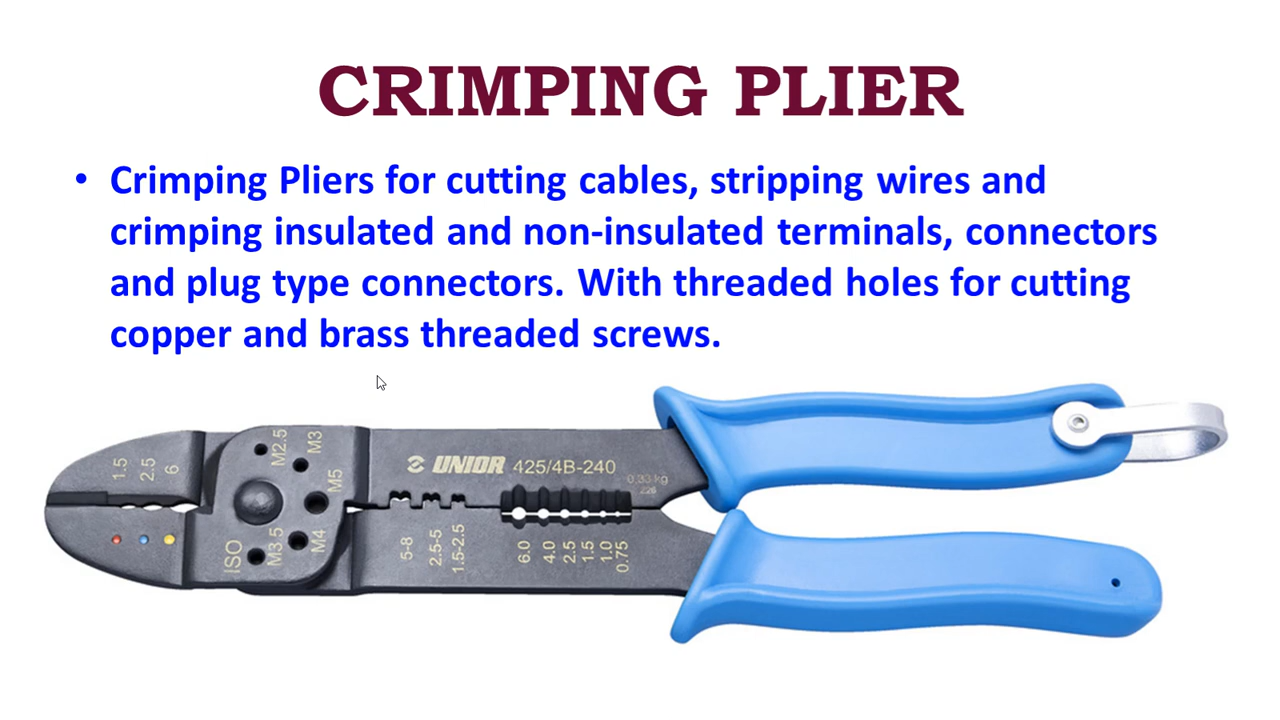 CRIMPING PLIER
• Crimping Pliers for cutting cables, stripping wires and
crimping insulated and non-insulated terminals, connectors
and plug type connectors. With threaded holes for cutting
copper and brass threaded screws.
1.5 2.5 6
M2.5 M3
M5
ISO M3.5 M4
UNIOR 425/4B-240
0,33 kg
226
5-8 2.5-5 1.5-2.5
6.0 4.0 2.5 1.5 1.0 0.75